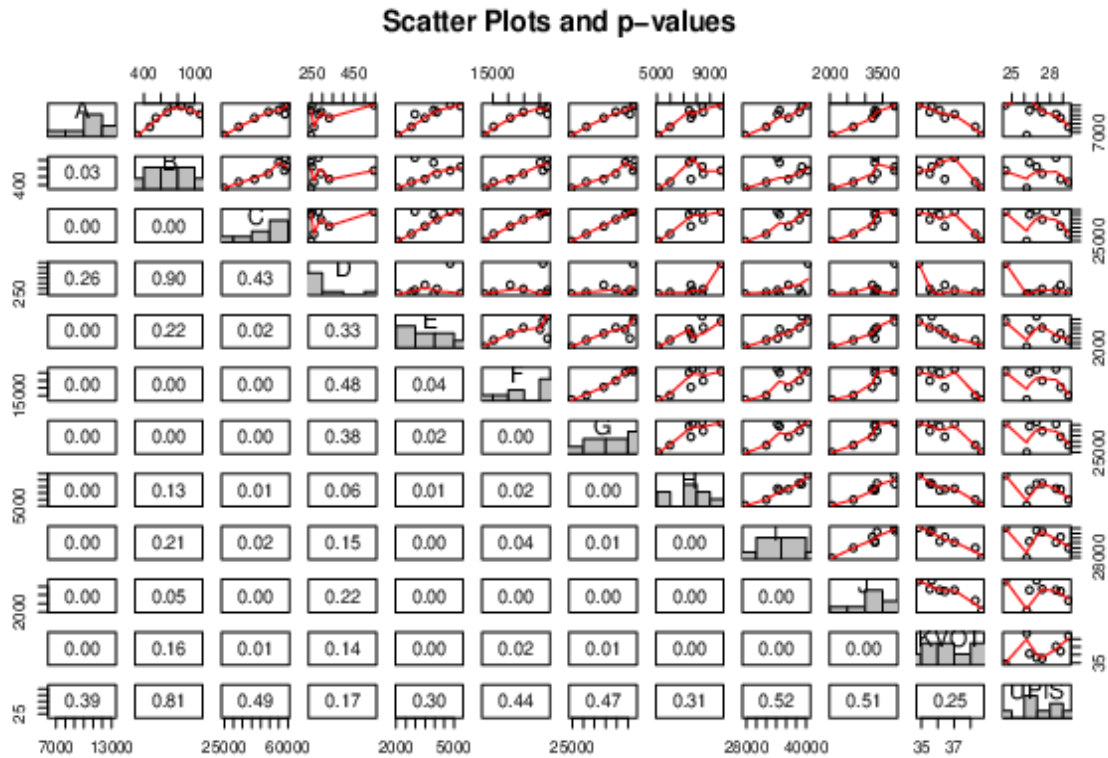 Scatter Plots and p−values
400 1000 250 450 15000 5000 9000 2000 3500 25 28
A 7000
400 0.03 B
0.00 0.00 C 25000
250 0.26 0.90 0.43 D
0.00 0.22 0.02 0.33 E 2000
15000 0.00 0.00 0.00 0.48 0.04 F
0.00 0.00 0.00 0.38 0.02 0.00 G 25000
5000 0.00 0.13 0.01 0.06 0.01 0.02 0.00 H
0.00 0.21 0.02 0.15 0.00 0.04 0.01 0.00 I 28000
2000 0.00 0.05 0.00 0.22 0.00 0.00 0.00 0.00 0.00 J
0.00 0.16 0.01 0.14 0.00 0.02 0.01 0.00 0.00 0.00 KVOT 35
25 0.39 0.81 0.49 0.17 0.30 0.44 0.47 0.31 0.52 0.51 0.25 UPIS
7000 13000 25000 60000 2000 5000 25000 28000 40000 35 37